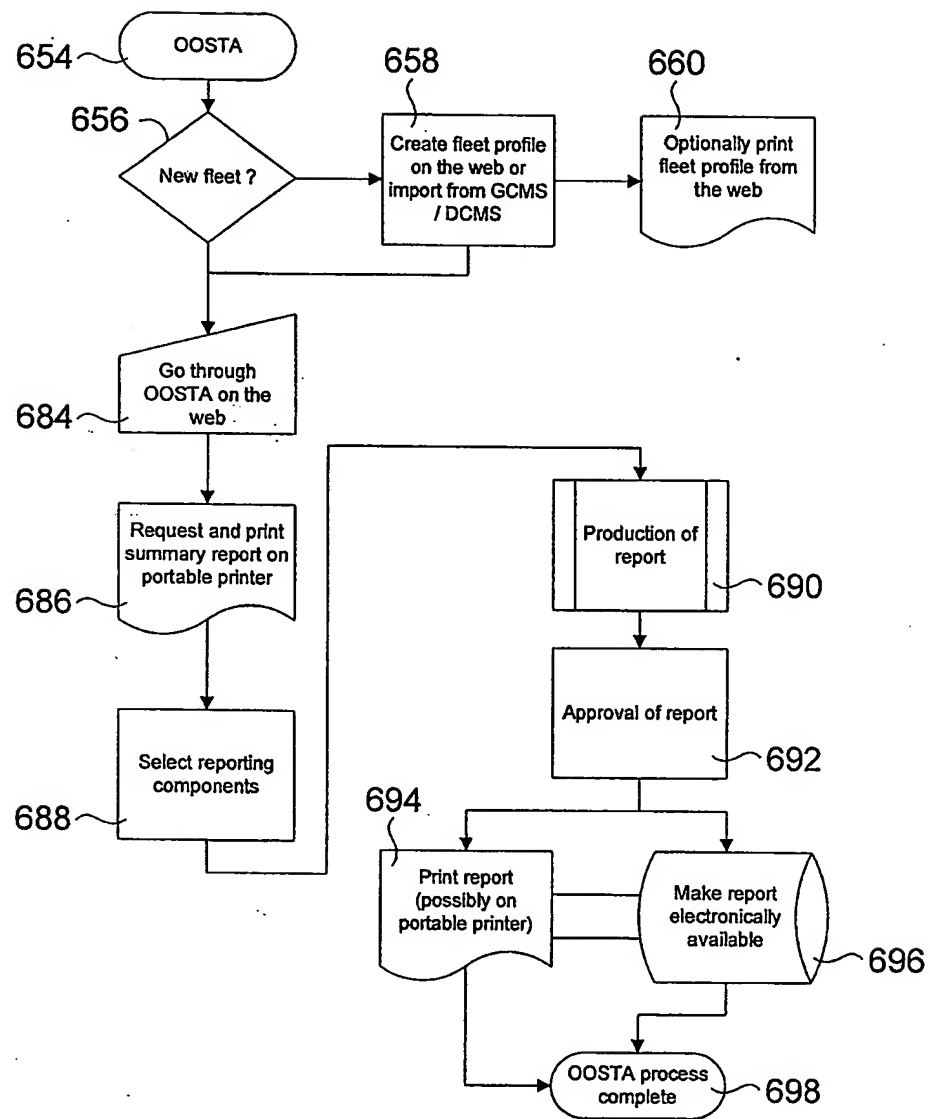 654
OOSTA
656
New fleet ?
658
Create fleet profile
on the web or
import from GCMS
/ DCMS
660
Optionally print
fleet profile from
the web
684
Go through
OOSTA on the
web
686
Request and print
summary report on
portable printer
688
Select reporting
components
Production of
report
690
Approval of report
692
694
Print report
(possibly on
portable printer)
Make report
electronically
available
696
OOSTA process
complete
698